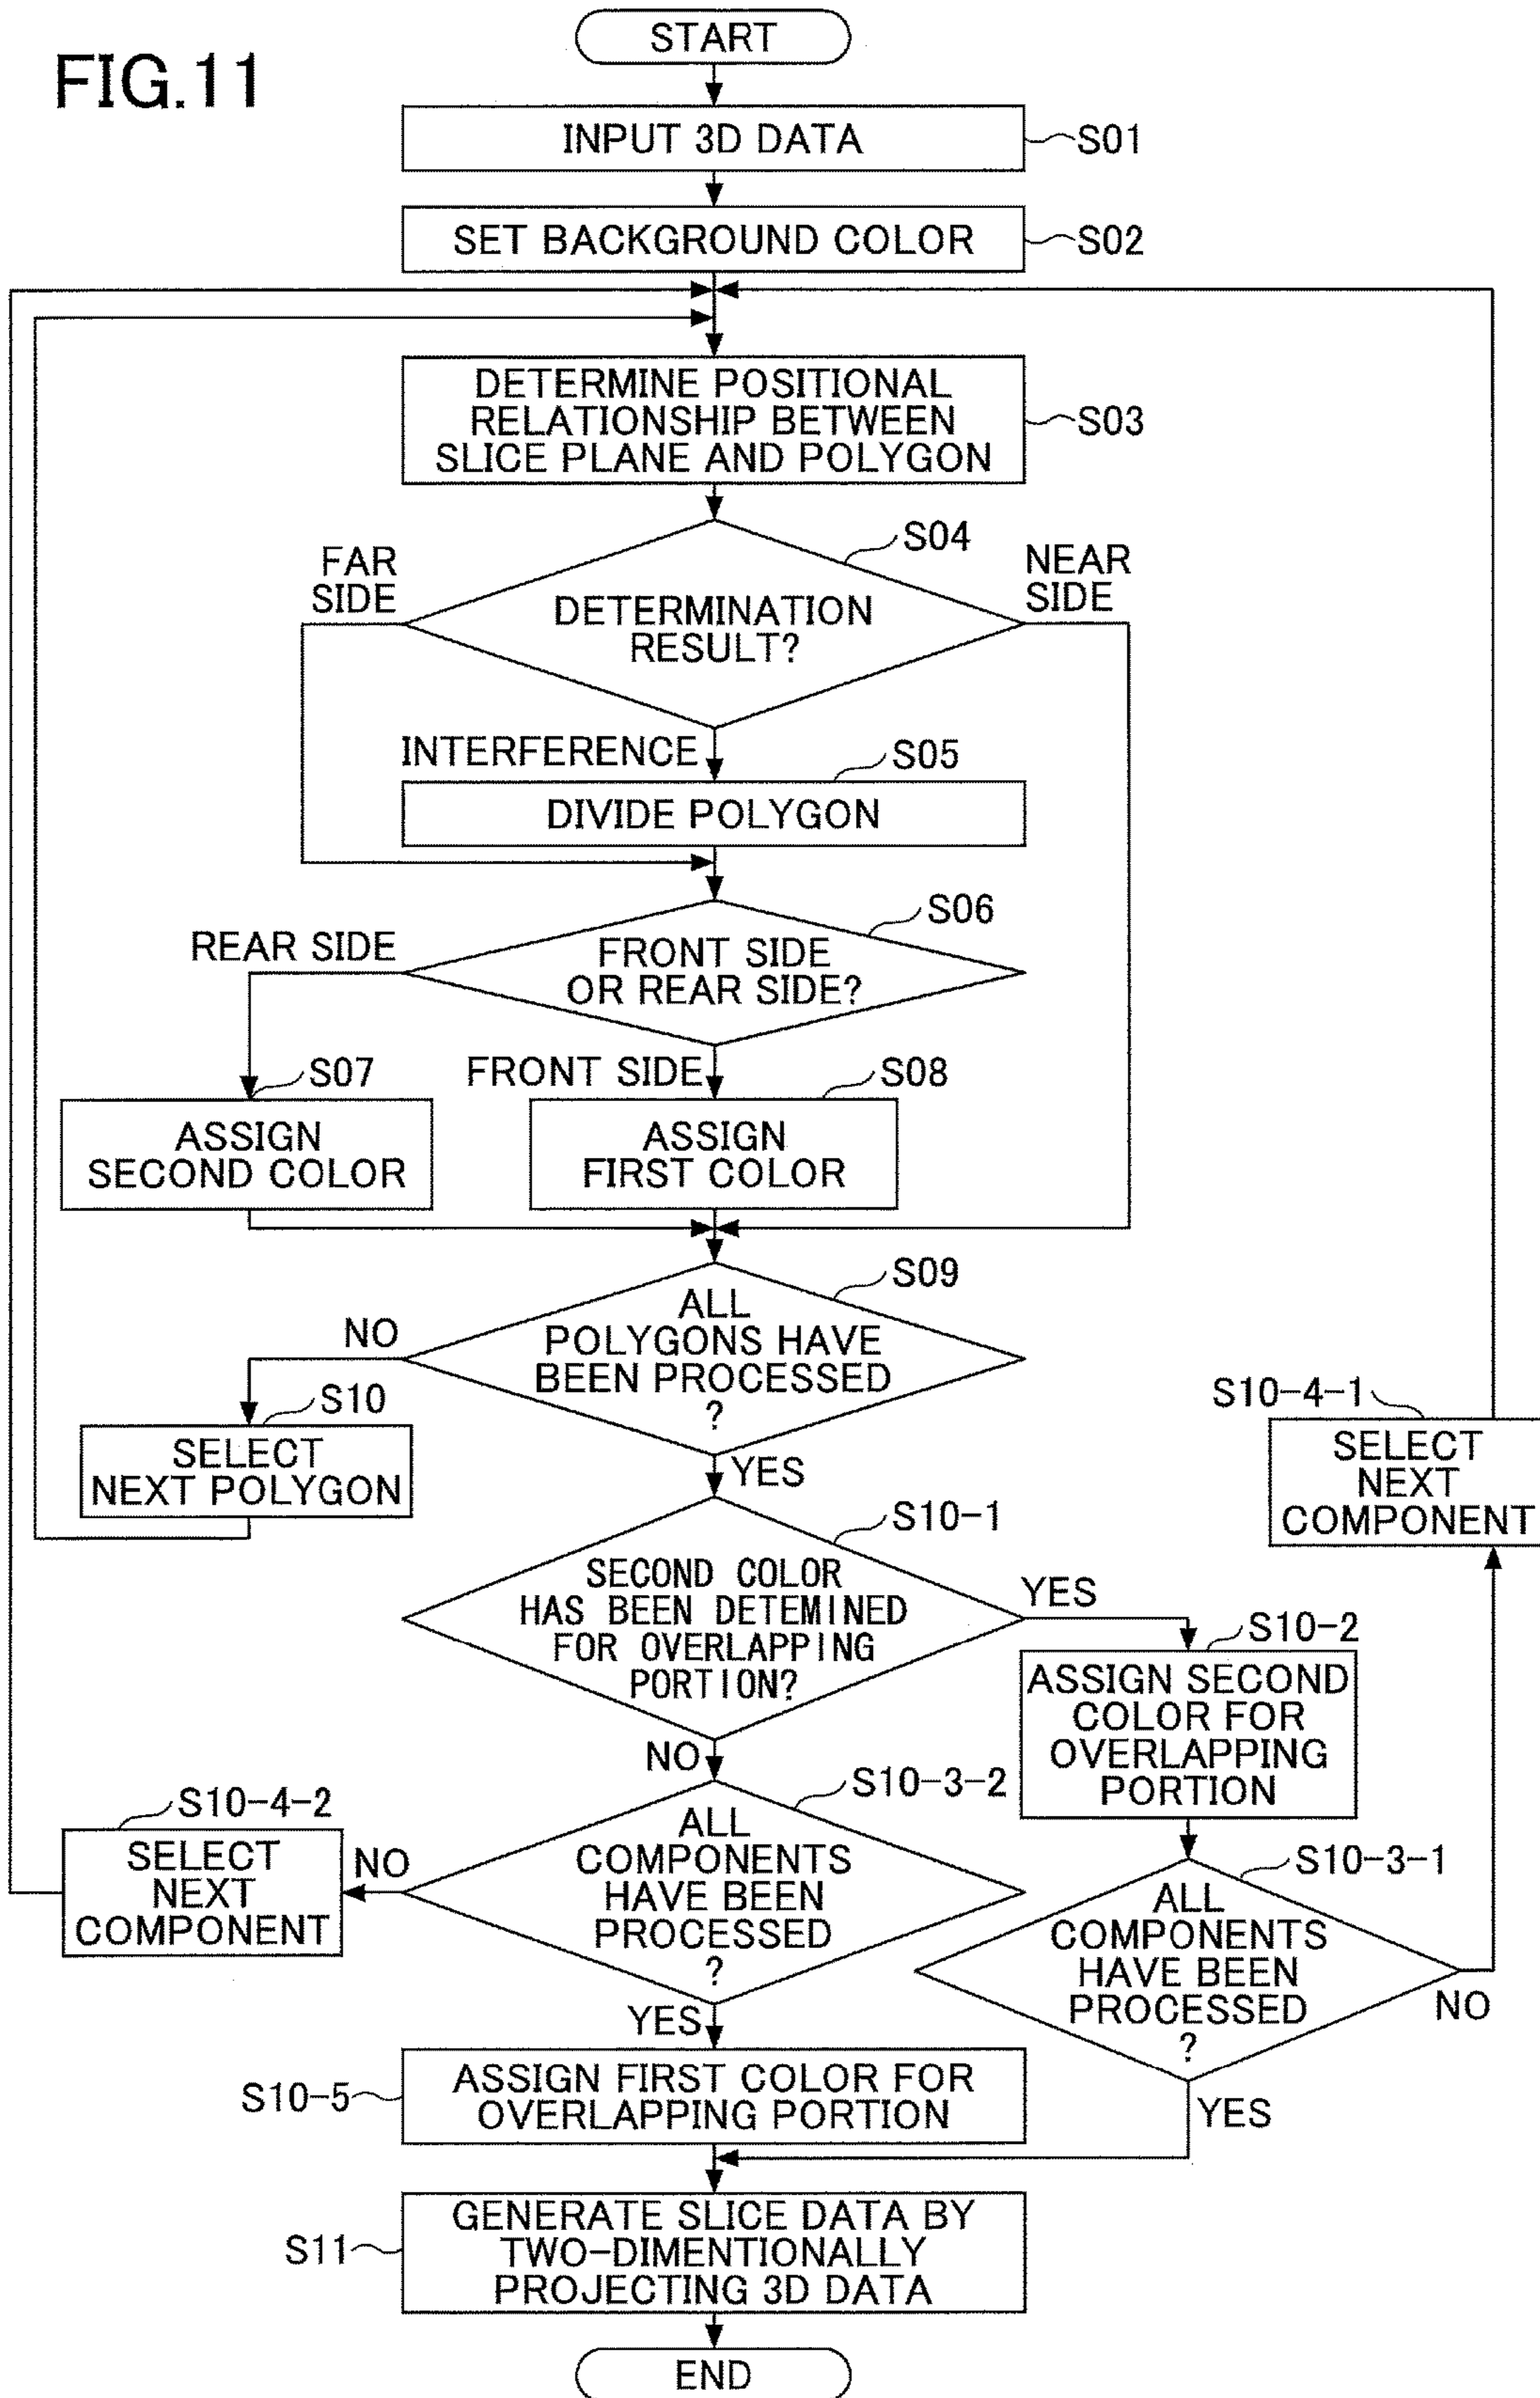 FIG.11
START
INPUT 3D DATA
S01
SET BACKGROUND COLOR
S02
DETERMINE POSITIONAL
RELATIONSHIP BETWEEN
SLICE PLANE AND POLYGON
S03
S04
FAR
SIDE
NEAR
SIDE
DETERMINATION
RESULT?
INTERFERENCE
S05
DIVIDE POLYGON
S06
REAR SIDE
FRONT SIDE
OR REAR SIDE?
S07
FRONT SIDE
S08
ASSIGN
SECOND COLOR
ASSIGN
FIRST COLOR
S09
ALL
POLYGONS HAVE
BEEN PROCESSED
?
NO
S10
SELECT
NEXT POLYGON
YES
S10-4-1
SELECT
NEXT
COMPONENT
S10-1
SECOND COLOR
HAS BEEN DETEMINED
FOR OVERLAPPING
PORTION?
YES
S10-2
ASSIGN SECOND
COLOR FOR
OVERLAPPING
PORTION
NO
S10-3-2
ALL
COMPONENTS
HAVE BEEN
PROCESSED
?
S10-4-2
SELECT
NEXT
COMPONENT
NO
S10-3-1
ALL
COMPONENTS
HAVE BEEN
PROCESSED
?
NO
YES
YES
S10-5
ASSIGN FIRST COLOR FOR
OVERLAPPING PORTION
S11
GENERATE SLICE DATA BY
TWO-DIMENTIONALLY
PROJECTING 3D DATA
END